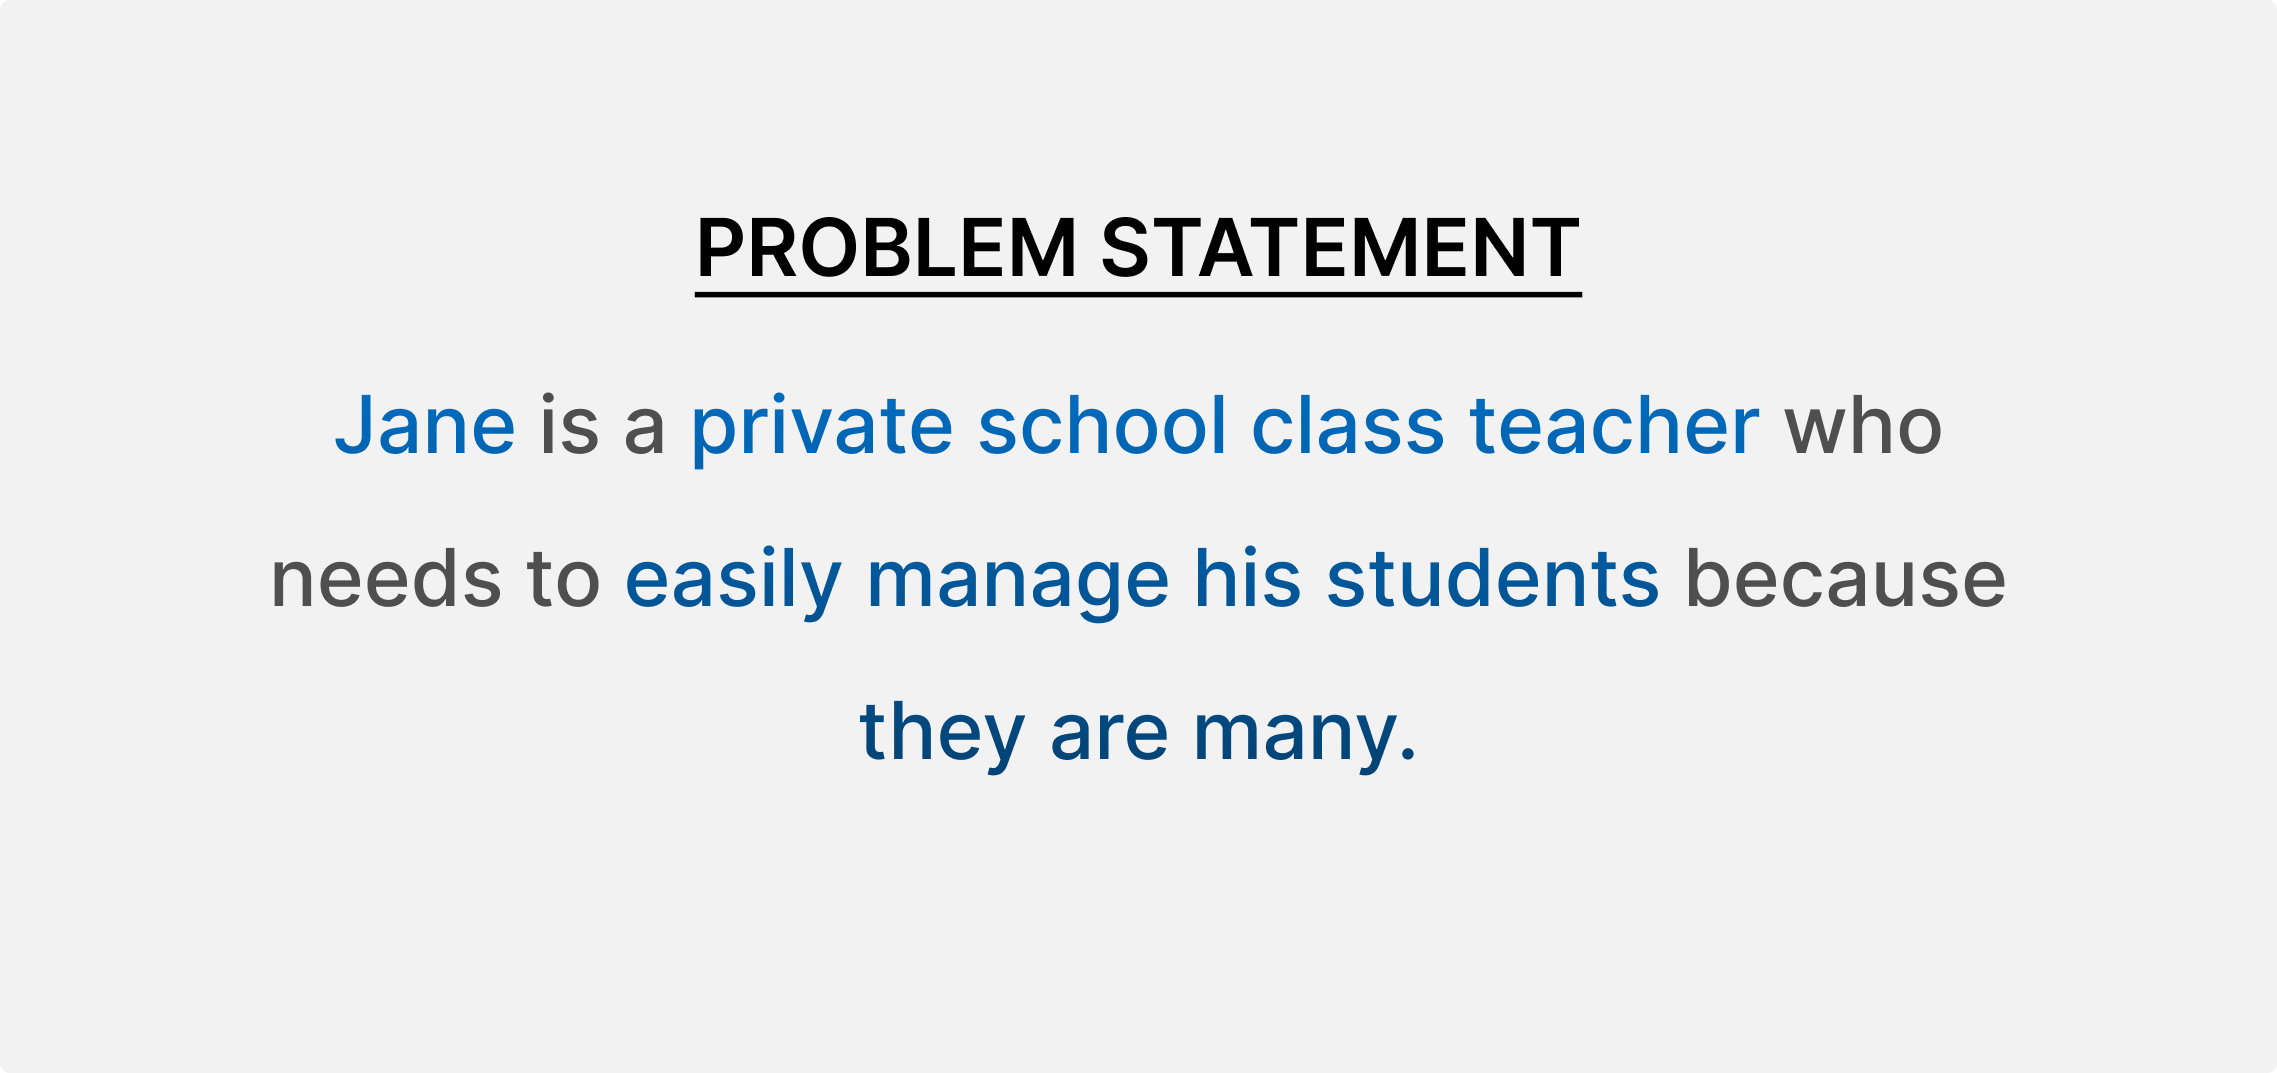 PROBLEM STATEMENT
Jane is a private school class teacher who
needs to easily manage his students because
they are many.